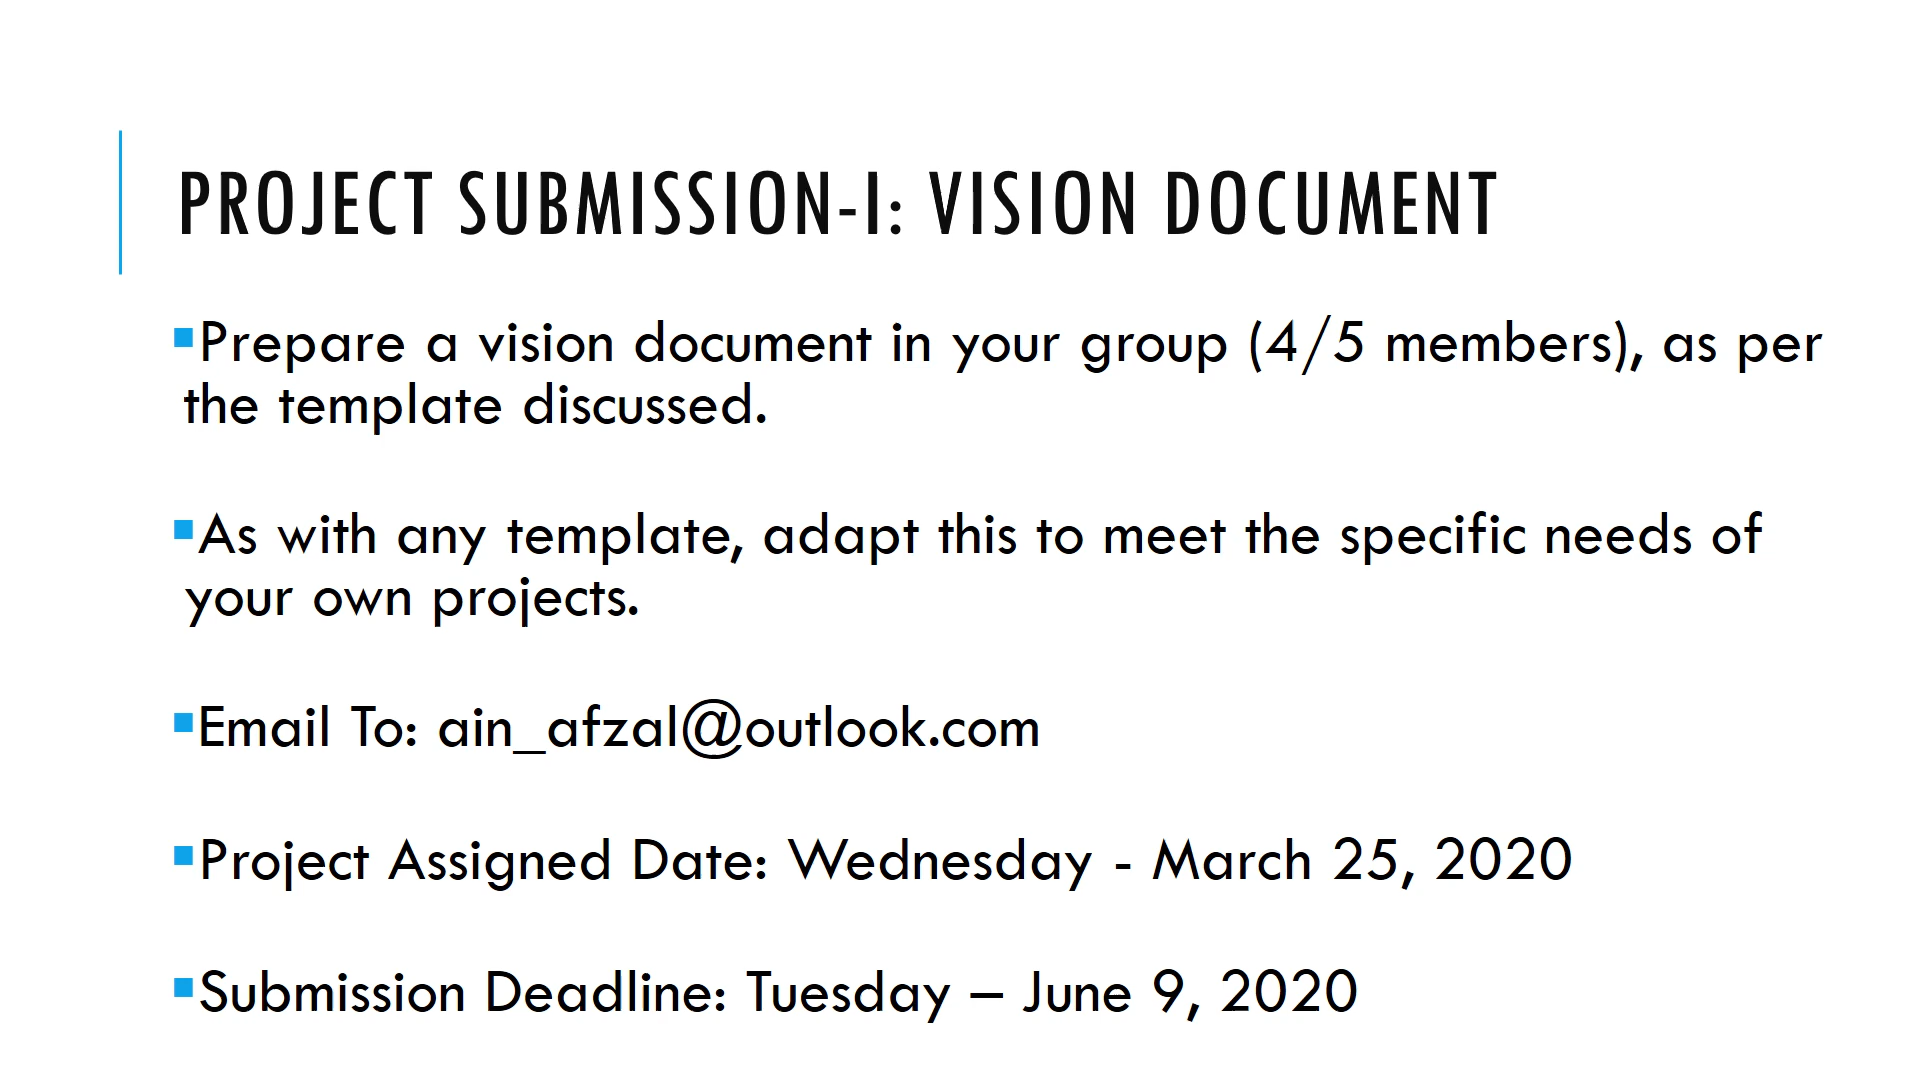 PROJECT SUBMISSION-I: VISION DOCUMENT
▪Prepare a vision document in your group (4/5 members), as per
the template discussed.
▪As with any template, adapt this to meet the specific needs of
your own projects.
▪Email To: ain_afzal@outlook.com
▪Project Assigned Date: Wednesday - March 25, 2020
▪Submission Deadline: Tuesday – June 9, 2020